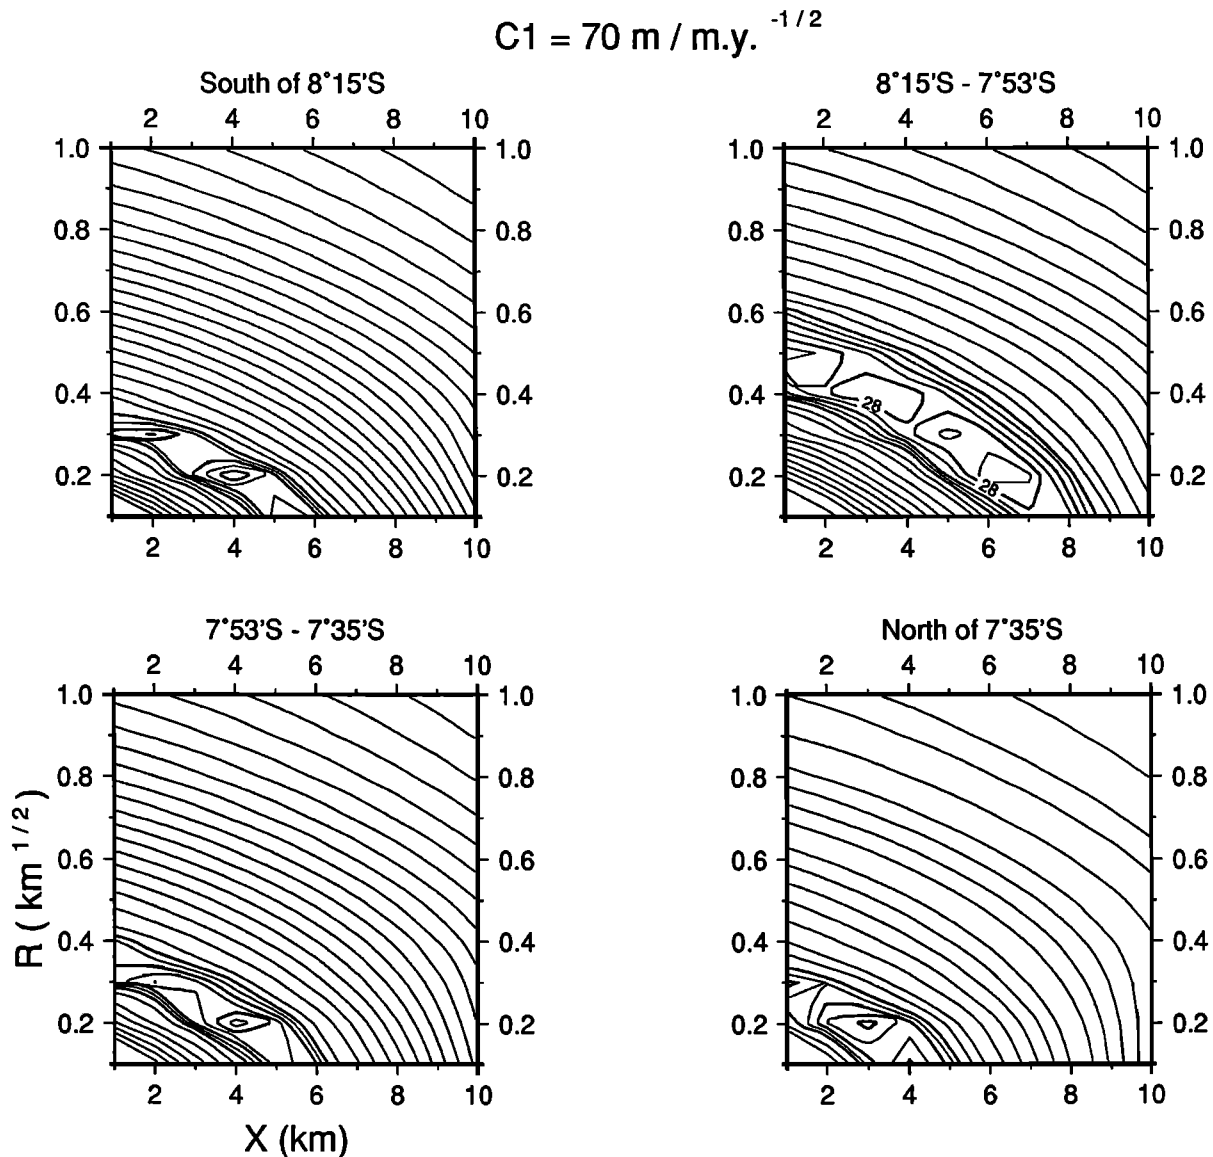 C1 = 70 m / m.y. -1/2
South of 8°15'S
8°15'S - 7°53'S
2 4 6 8 10
2 4 6 8 10
1.0 1.0 1.0 1.0
0.8 0.8 0.8 0.8
0.6 0.6 0.6 0.6
0.4 0.4 0.4 0.4
28
0.2 0.2 0.2 0.2
28
2 4 6 8 10
2 4 6 8 10
7°53'S - 7°35'S
North of 7°35'S
2 4 6 8 10
2 4 6 8 10
1.0 1.0 1.0 1.0
0.8 0.8 0.8 0.8
0.6 0.6 0.6 0.6
0.4 0.4 0.4 0.4
0.2 0.2 0.2 0.2
R ( km 1/2 )
2 4 6 8 10
2 4 6 8 10
X (km)